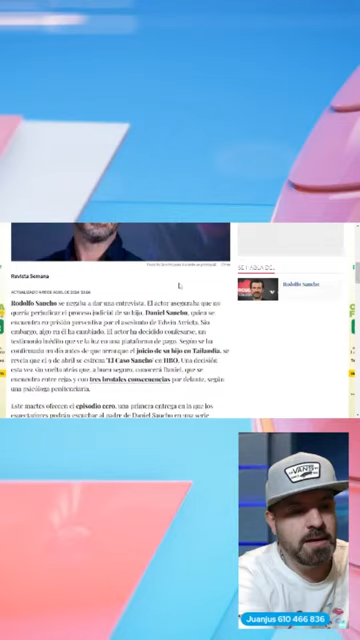 Revista Semana
SE HABLA DE:
Rodolfo Sancho
Rodolfo Sancho se negaba a dar una entrevista. El actor aseguraba que no
quería perjudicar el proceso judicial de su hijo, Daniel Sancho, quien se
encuentra en prisión preventiva por el asesinato de Edwin Arrieta. Sin
embargo, algo en él ha cambiado. El actor ha decidido confesarse, un
testimonio inédito que ve la luz en una plataforma de pago. Según se ha
confirmado un día antes de que arranque el juicio de su hijo en Tailandia, se
revela que el 9 de abril se estrena 'El Caso Sancho' en HBO. Una decisión
esta vez sin vuelta atrás que, a buen seguro, conocerá Daniel, que se
encuentra entre rejas y con tres brutales consecuencias por delante, según
una psicóloga penitenciaria.
Este martes ofrecen el episodio cero, una primera entrega en la que los
espectadores podrán escuchar al padre de Daniel Sancho en una serie
VANS
Juanjus 610 466 836